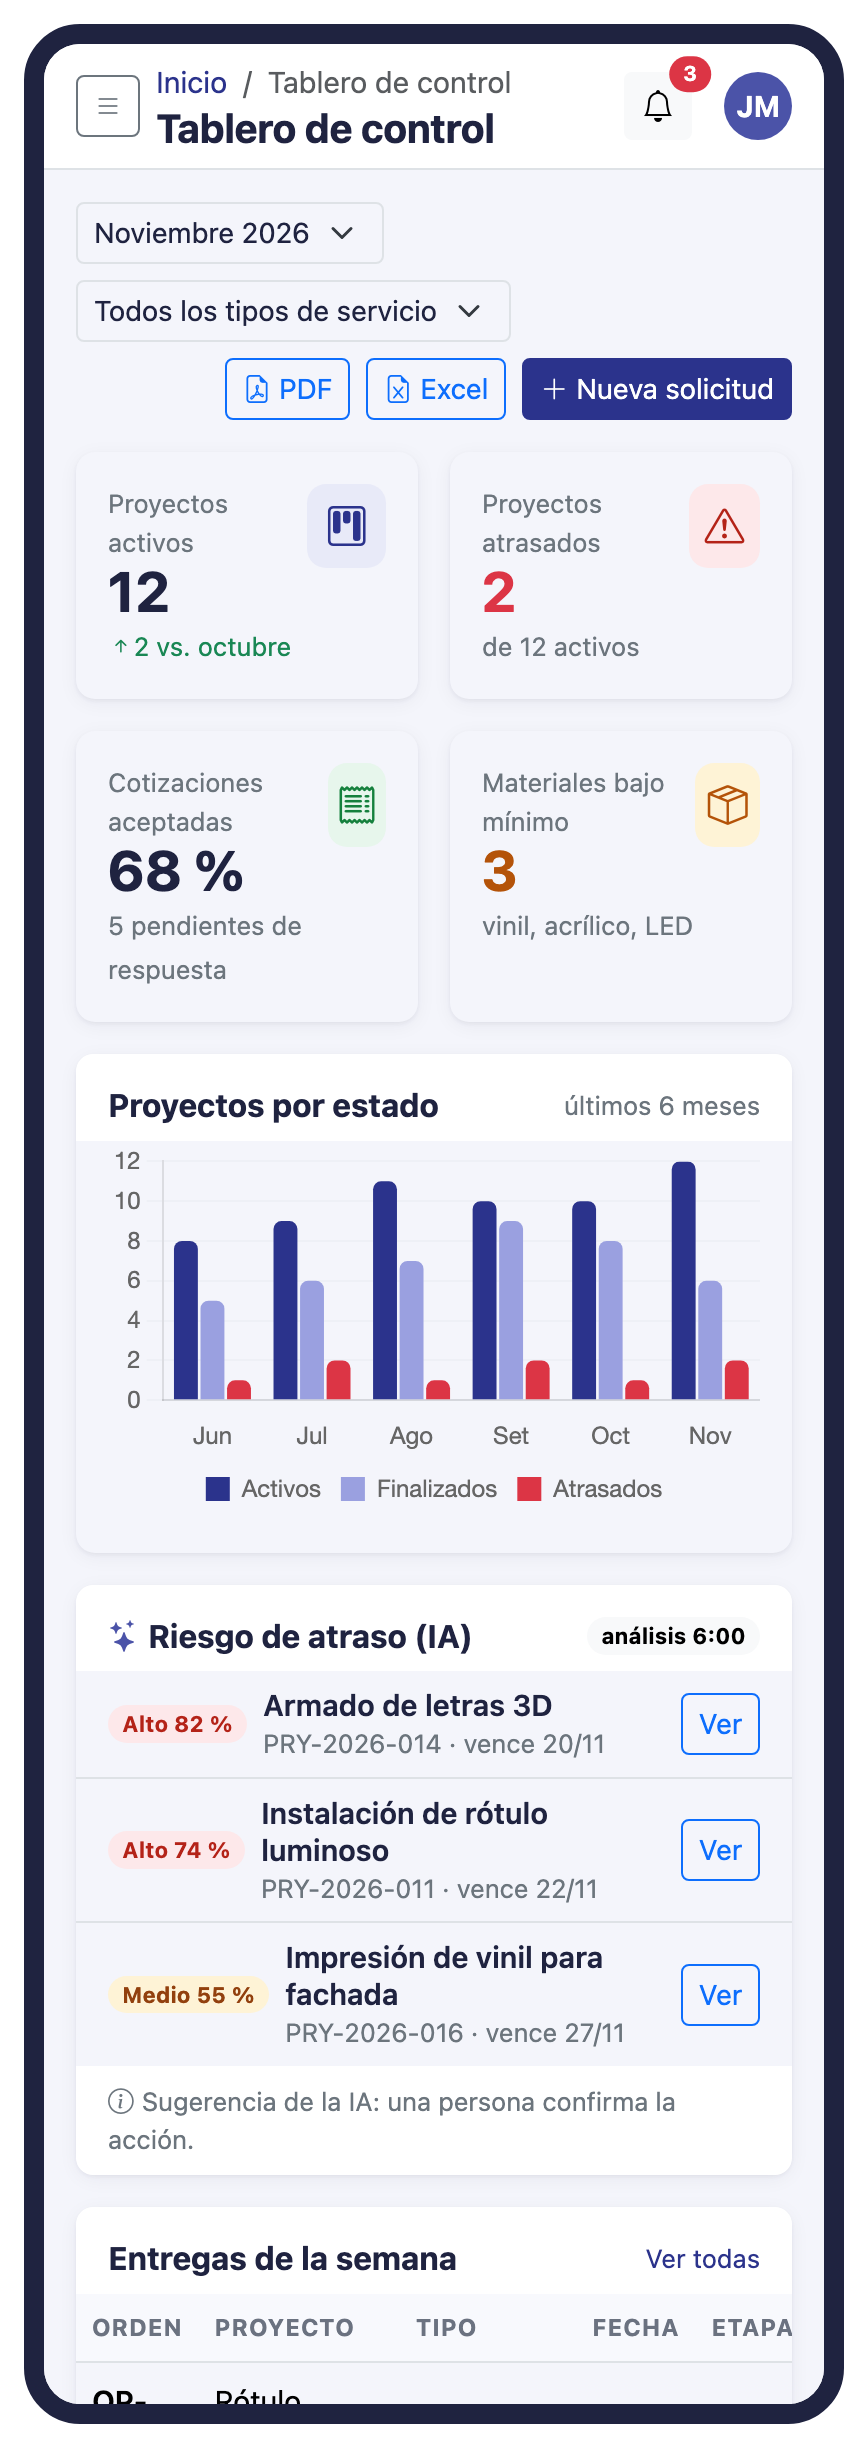 Inicio / Tablero de control
Tablero de control
3
JM
Noviembre 2026
Todos los tipos de servicio
PDF
Excel
+ Nueva solicitud
Proyectos
activos
12
↑ 2 vs. octubre
Proyectos
atrasados
2
de 12 activos
Cotizaciones
aceptadas
68 %
5 pendientes de
respuesta
Materiales bajo
mínimo
3
vinil, acrílico, LED
Proyectos por estado
últimos 6 meses
12
10
8
6
4
2
0
Jun Jul Ago Set Oct Nov
Activos Finalizados Atrasados
Riesgo de atraso (IA)
análisis 6:00
Alto 82 %
Armado de letras 3D
PRY-2026-014 · vence 20/11
Ver
Alto 74 %
Instalación de rótulo
luminoso
PRY-2026-011 · vence 22/11
Ver
Medio 55 %
Impresión de vinil para
fachada
PRY-2026-016 · vence 27/11
Ver
Sugerencia de la IA: una persona confirma la
acción.
Entregas de la semana
Ver todas
ORDEN PROYECTO TIPO FECHA ETAPA
OP- Rótulo